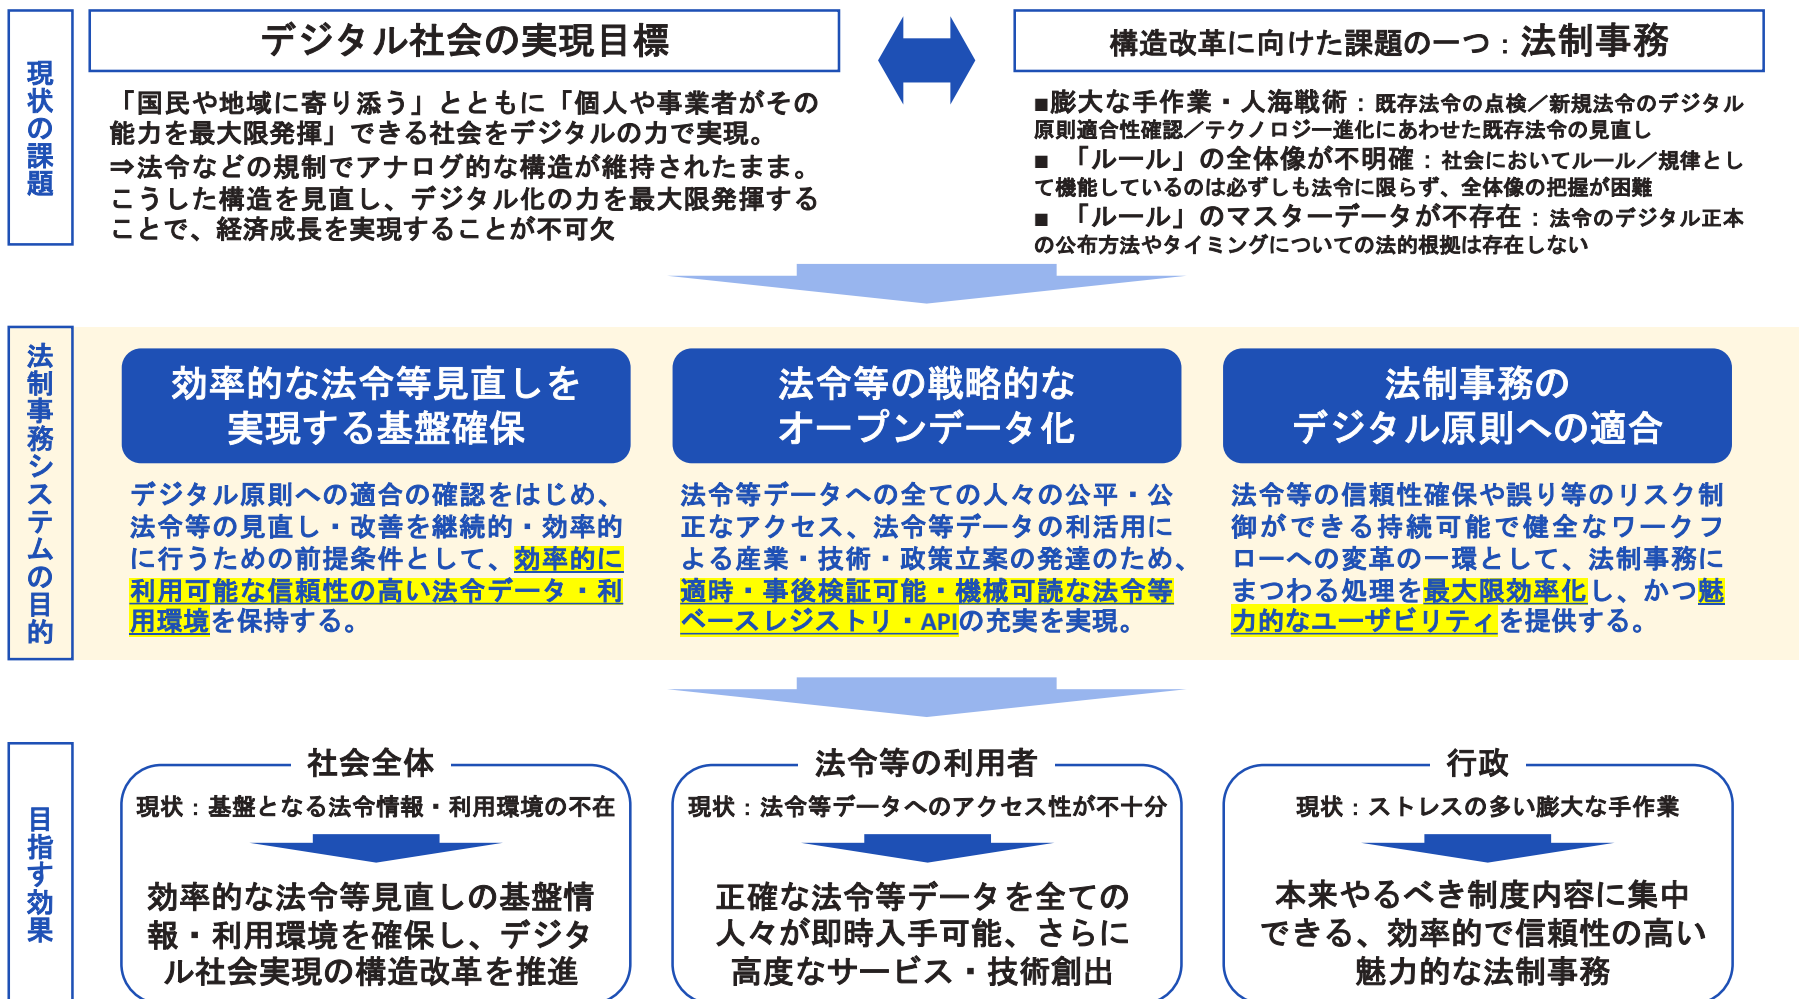 現状の課題
デジタル社会の実現目標
「国民や地域に寄り添う」とともに「個人や事業者がその
能力を最大限発揮」できる社会をデジタルの力で実現。
⇒法令などの規制でアナログ的な構造が維持されたまま。
こうした構造を見直し、デジタル化の力を最大限発揮する
ことで、経済成長を実現することが不可欠
構造改革に向けた課題の一つ：法制事務
■膨大な手作業・人海戦術：既存法令の点検／新規法令のデジタル
原則適合性確認／テクノロジー進化にあわせた既存法令の見直し
■ 「ルール」の全体像が不明確：社会においてルール／規律とし
て機能しているのは必ずしも法令に限らず、全体像の把握が困難
■ 「ルール」のマスターデータが不存在：法令のデジタル正本
の公布方法やタイミングについての法的根拠は存在しない
法制事務システムの目的
効率的な法令等見直しを
実現する基盤確保
デジタル原則への適合の確認をはじめ、
法令等の見直し・改善を継続的・効率的
に行うための前提条件として、効率的に
利用可能な信頼性の高い法令データ・利
用環境を保持する。
法令等の戦略的な
オープンデータ化
法令等データへの全ての人々の公平・公
正なアクセス、法令等データの利活用に
よる産業・技術・政策立案の発達のため、
適時・事後検証可能・機械可読な法令等
ベースレジストリ・APIの充実を実現。
法制事務の
デジタル原則への適合
法令等の信頼性確保や誤り等のリスク制
御ができる持続可能で健全なワークフ
ローへの変革の一環として、法制事務に
まつわる処理を最大限効率化し、かつ魅
力的なユーザビリティを提供する。
目指す効果
社会全体
現状：基盤となる法令情報・利用環境の不在
効率的な法令等見直しの基盤情
報・利用環境を確保し、デジタ
ル社会実現の構造改革を推進
法令等の利用者
現状：法令等データへのアクセス性が不十分
正確な法令等データを全ての
人々が即時入手可能、さらに
高度なサービス・技術創出
行政
現状：ストレスの多い膨大な手作業
本来やるべき制度内容に集中
できる、効率的で信頼性の高い
魅力的な法制事務